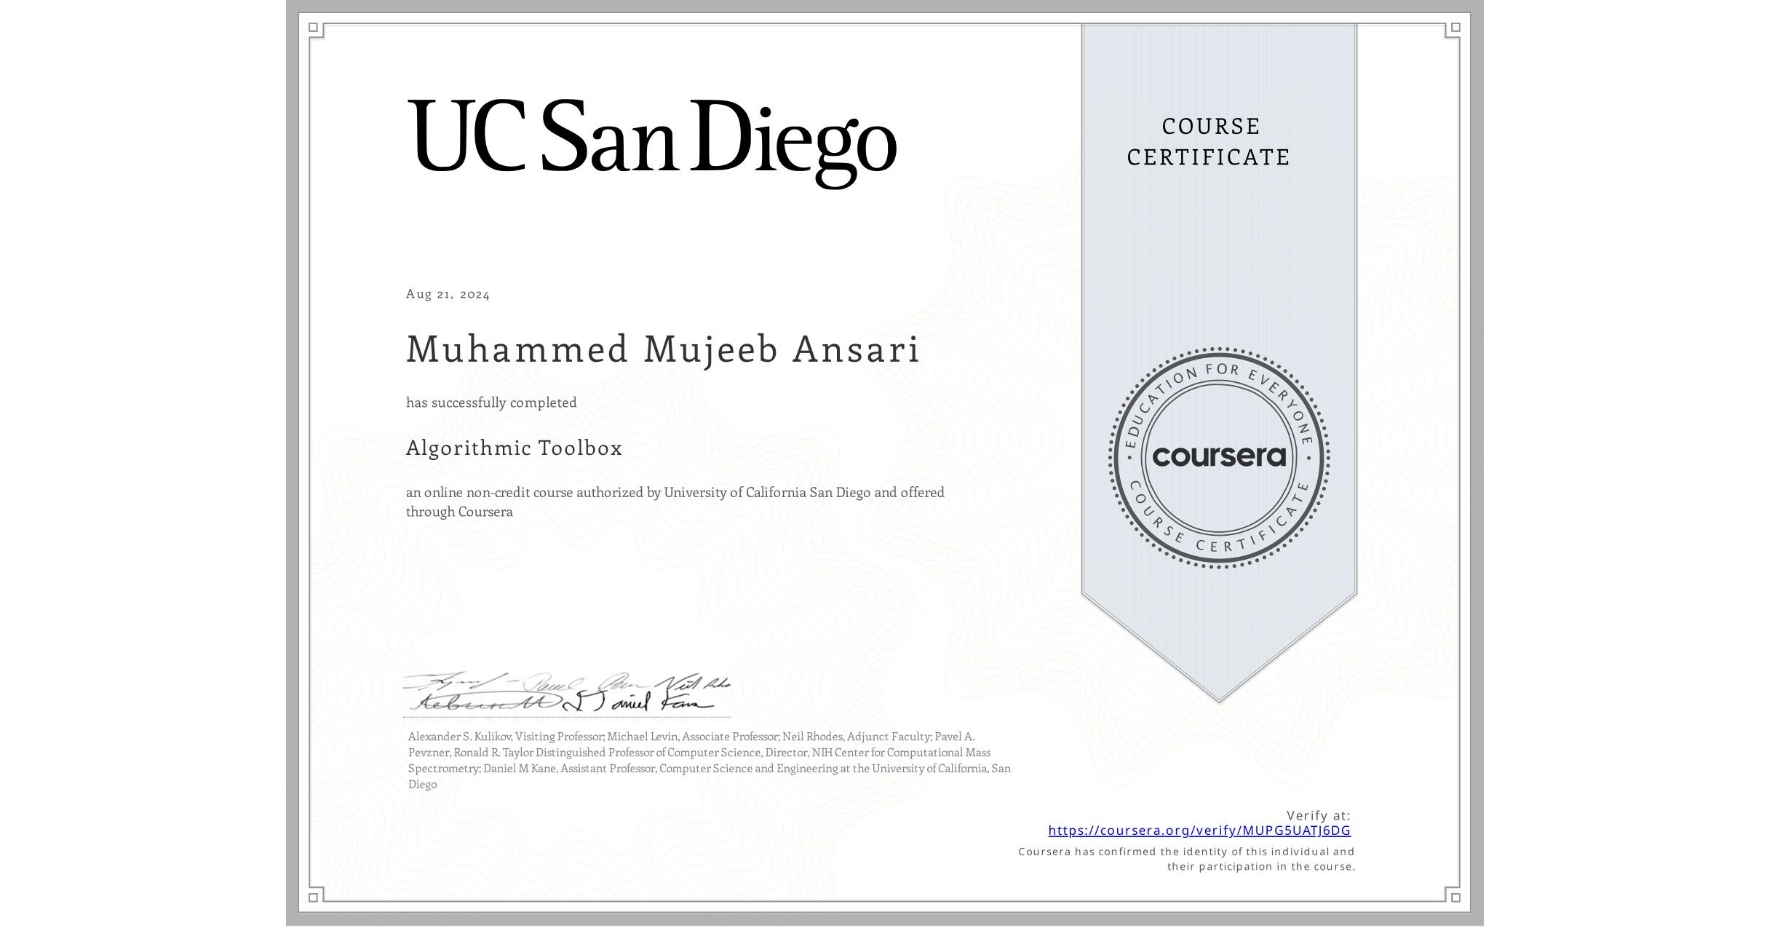 UC San Diego
COURSE
CERTIFICATE
Aug 21, 2024
Muhammed Mujeeb Ansari
has successfully completed
Algorithmic Toolbox
an online non-credit course authorized by University of California San Diego and offered
through Coursera
EDUCATION FOR EVERYONE
coursera
COURSE CERTIFICATE
Alexander S. Kulikov, Visiting Professor; Michael Levin, Associate Professor; Neil Rhodes, Adjunct Faculty; Pavel A.
Pevzner, Ronald R. Taylor Distinguished Professor of Computer Science, Director, NIH Center for Computational Mass
Spectrometry; Daniel M Kane, Assistant Professor, Computer Science and Engineering at the University of California, San
Diego
Verify at:
https://coursera.org/verify/MUPG5UATJ6DG
Coursera has confirmed the identity of this individual and
their participation in the course.